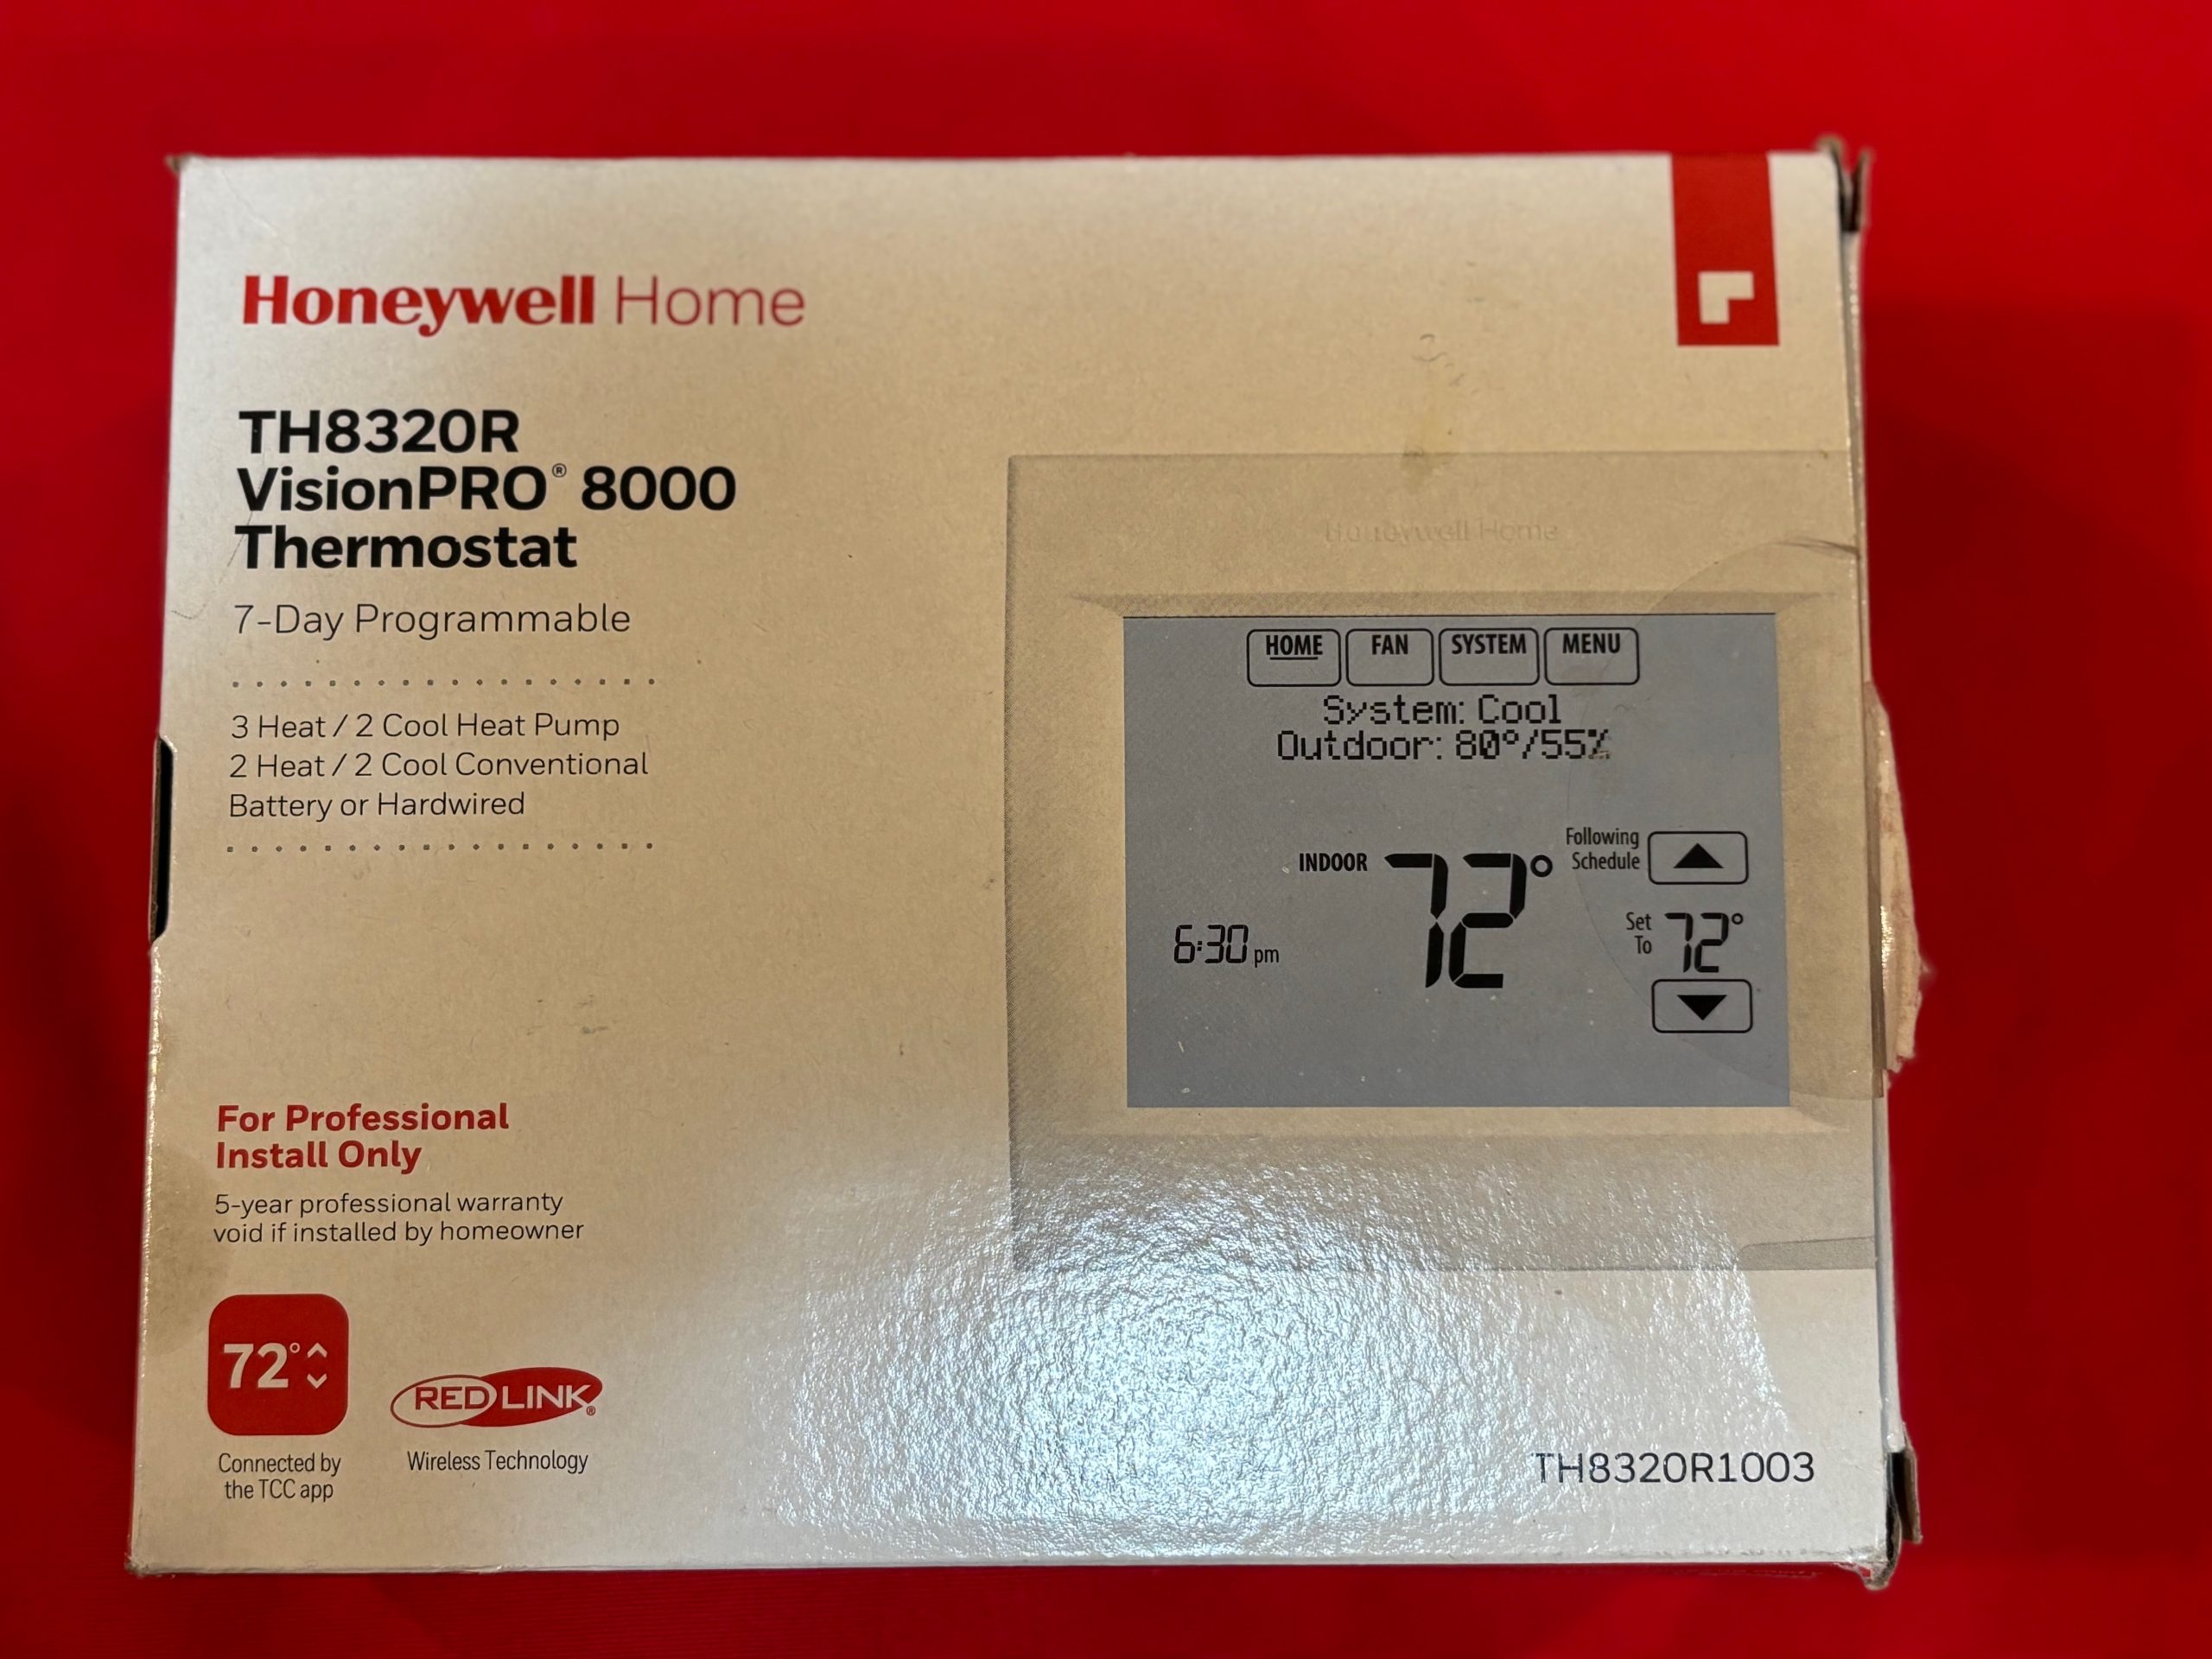 Honeywell Home
TH8320R
VisionPRO® 8000
Thermostat
7-Day Programmable
3 Heat / 2 Cool Heat Pump
2 Heat / 2 Cool Conventional
Battery or Hardwired
For Professional
Install Only
5-year professional warranty
void if installed by homeowner
72°
Connected by
the TCC app
REDLINK®
Wireless Technology
Honeywell Home
HOME FAN SYSTEM MENU
System: Cool
Outdoor: 80°/55%
INDOOR 72°
Following
Schedule
6:30 pm
Set
To 72°
TH8320R1003